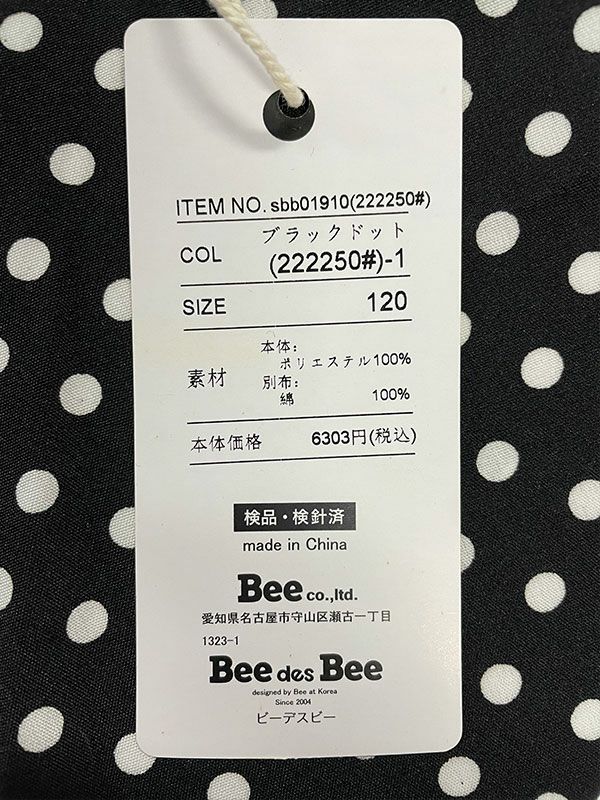 ITEM NO. sbb01910(222250#)
ブラックドット
COL (222250#)-1
SIZE 120
本体:
素材 ポリエステル100%
別布:
綿 100%
本体価格 6303円(税込)
検品・検針済
made in China
Bee co.,ltd.
愛知県名古屋市守山区瀬古一丁目
1323-1
Bee des Bee
designed by Bee at Korea
Since 2004
ビーデスビー